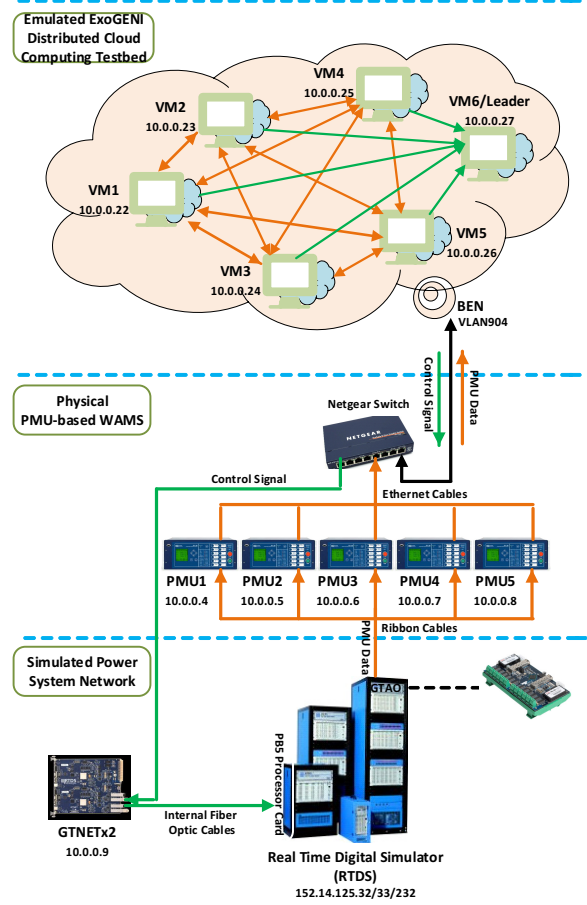 Emulated ExoGENI
Distributed Cloud
Computing Testbed
VM4
10.0.0.25
VM2
10.0.0.23
VM6/Leader
10.0.0.27
VM1
10.0.0.22
VM5
10.0.0.26
VM3
10.0.0.24
BEN
VLAN904
Control Signal
PMU Data
Physical
PMU-based WAMS
Netgear Switch
NETGEAR
Control Signal
Ethernet Cables
PMU1
10.0.0.4
PMU2
10.0.0.5
PMU3
10.0.0.6
PMU4
10.0.0.7
PMU5
10.0.0.8
Ribbon Cables
PMU Data
Simulated Power
System Network
GTAO
PB5 Processor Card
Internal Fiber
Optic Cables
GTNETx2
10.0.0.9
Real Time Digital Simulator
(RTDS)
152.14.125.32/33/232